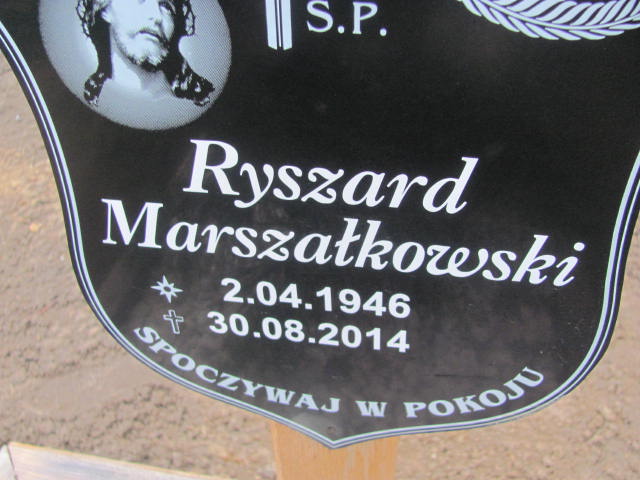 S.P.
Ryszard
Marszałkowski
2.04.1946
30.08.2014
SPOCZYWAJ W POKOJU